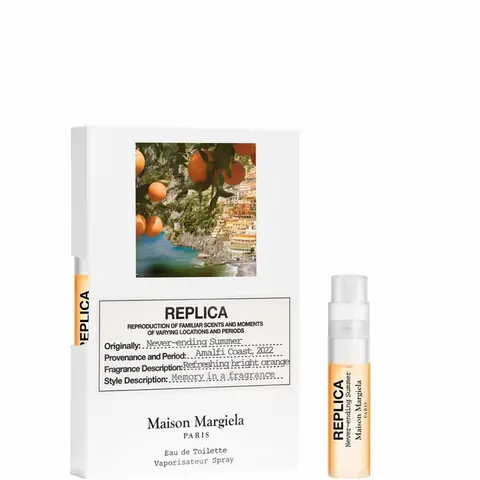 REPLICA
REPRODUCTION OF FAMILIAR SCENTS AND MOMENTS
OF VARYING LOCATIONS AND PERIODS
Originally: Never-ending Summer
Provenance and Period: Amalfi Coast, 2022
Fragrance Description: Refreshing bright orange
Style Description: Memory in a fragrance
Maison Margiela
PARIS
Eau de Toilette
Vaporisateur Spray
REPLICA
REPLICA
Never-ending Summer
Maison Margiela
PARIS